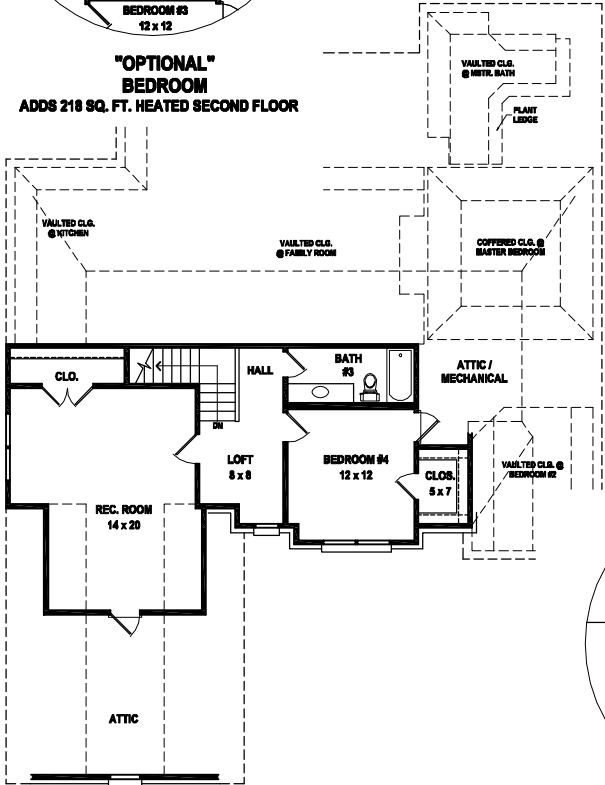 BEDROOM #3
12 x 12
"OPTIONAL"
BEDROOM
ADDS 218 SQ. FT. HEATED SECOND FLOOR
VAULTED CLG.
@ MSTR. BATH
PLANT
LEDGE
VAULTED CLG.
@ KITCHEN
VAULTED CLG.
@ FAMILY ROOM
COFFERED CLG. @
MASTER BEDROOM
CLO.
HALL
BATH
#3
ATTIC /
MECHANICAL
DN
LOFT
8 x 8
BEDROOM #4
12 x 12
CLOS.
5 x 7
VAULTED CLG. @
BEDROOM #2
REC. ROOM
14 x 20
ATTIC